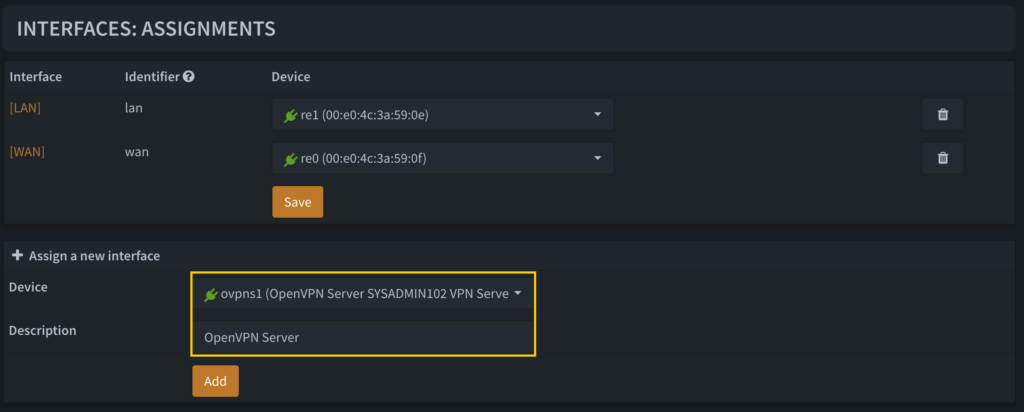 INTERFACES: ASSIGNMENTS
Interface Identifier Device
[LAN] lan re1 (00:e0:4c:3a:59:0e)
[WAN] wan re0 (00:e0:4c:3a:59:0f)
Save
Assign a new interface
Device ovpns1 (OpenVPN Server SYSADMIN102 VPN Serve
Description OpenVPN Server
Add